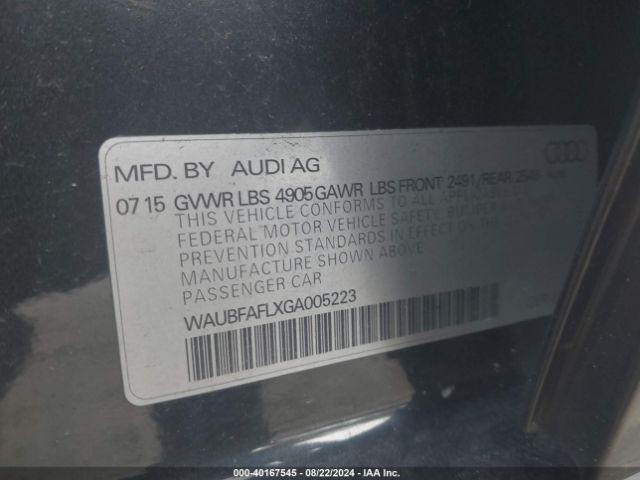 MFD. BY AUDI AG
07 15 GVWR LBS 4905 GAWR LBS FRONT 2491/REAR
THIS VEHICLE CONFORMS TO ALL
FEDERAL MOTOR VEHICLE SAFETY, BUMPER
PREVENTION STANDARDS IN EFFECT ON THE
MANUFACTURE SHOWN ABOVE
PASSENGER CAR
WAUBFAFLXGA005223
000-40167545 - 08/22/2024 - IAA Inc.